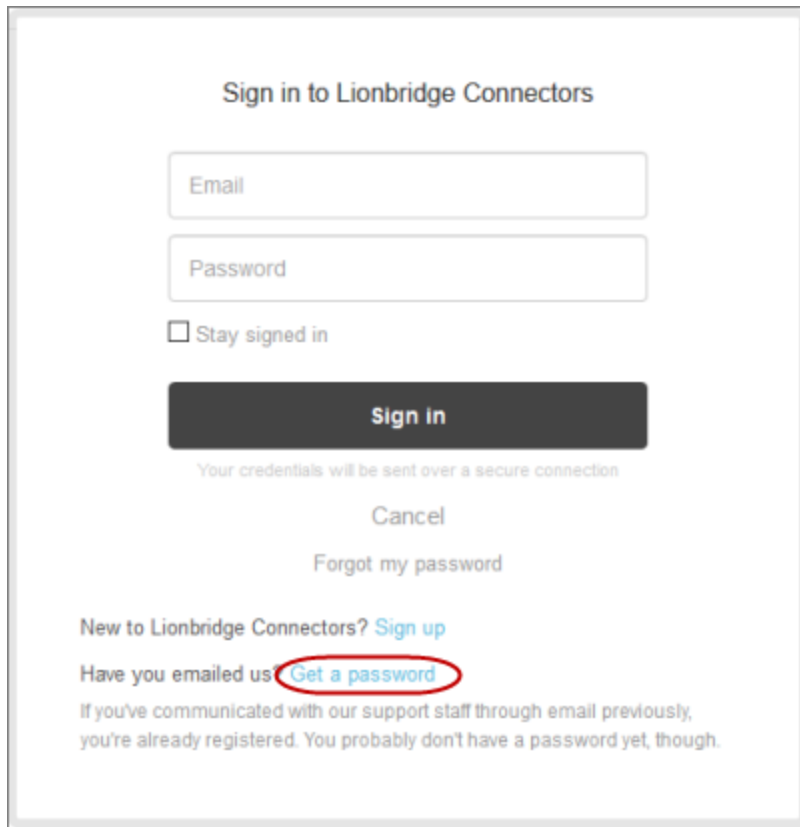 Sign in to Lionbridge Connectors
Email
Password
Stay signed in
Sign in
Your credentials will be sent over a secure connection
Cancel
Forgot my password
New to Lionbridge Connectors? Sign up
Have you emailed us? Get a password
If you've communicated with our support staff through email previously,
you're already registered. You probably don't have a password yet, though.